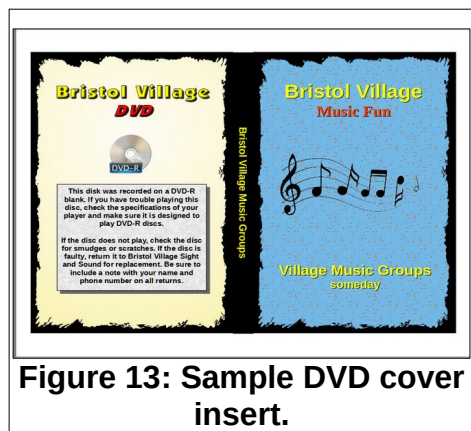 Bristol Village
DVD
DVD-R
This disk was recorded on a DVD-R
blank. If you have trouble playing this
disc, check the specifications of your
player and make sure it is designed to
play DVD-R discs.
If the disc does not play, check the disc
for smudges or scratches. If the disc is
faulty, return it to Bristol Village Sight
and Sound for replacement. Be sure to
include a note with your name and
phone number on all returns.
Bristol Village Music Groups
Bristol Village
Music Fun
Village Music Groups
someday
Figure 13: Sample DVD cover
insert.